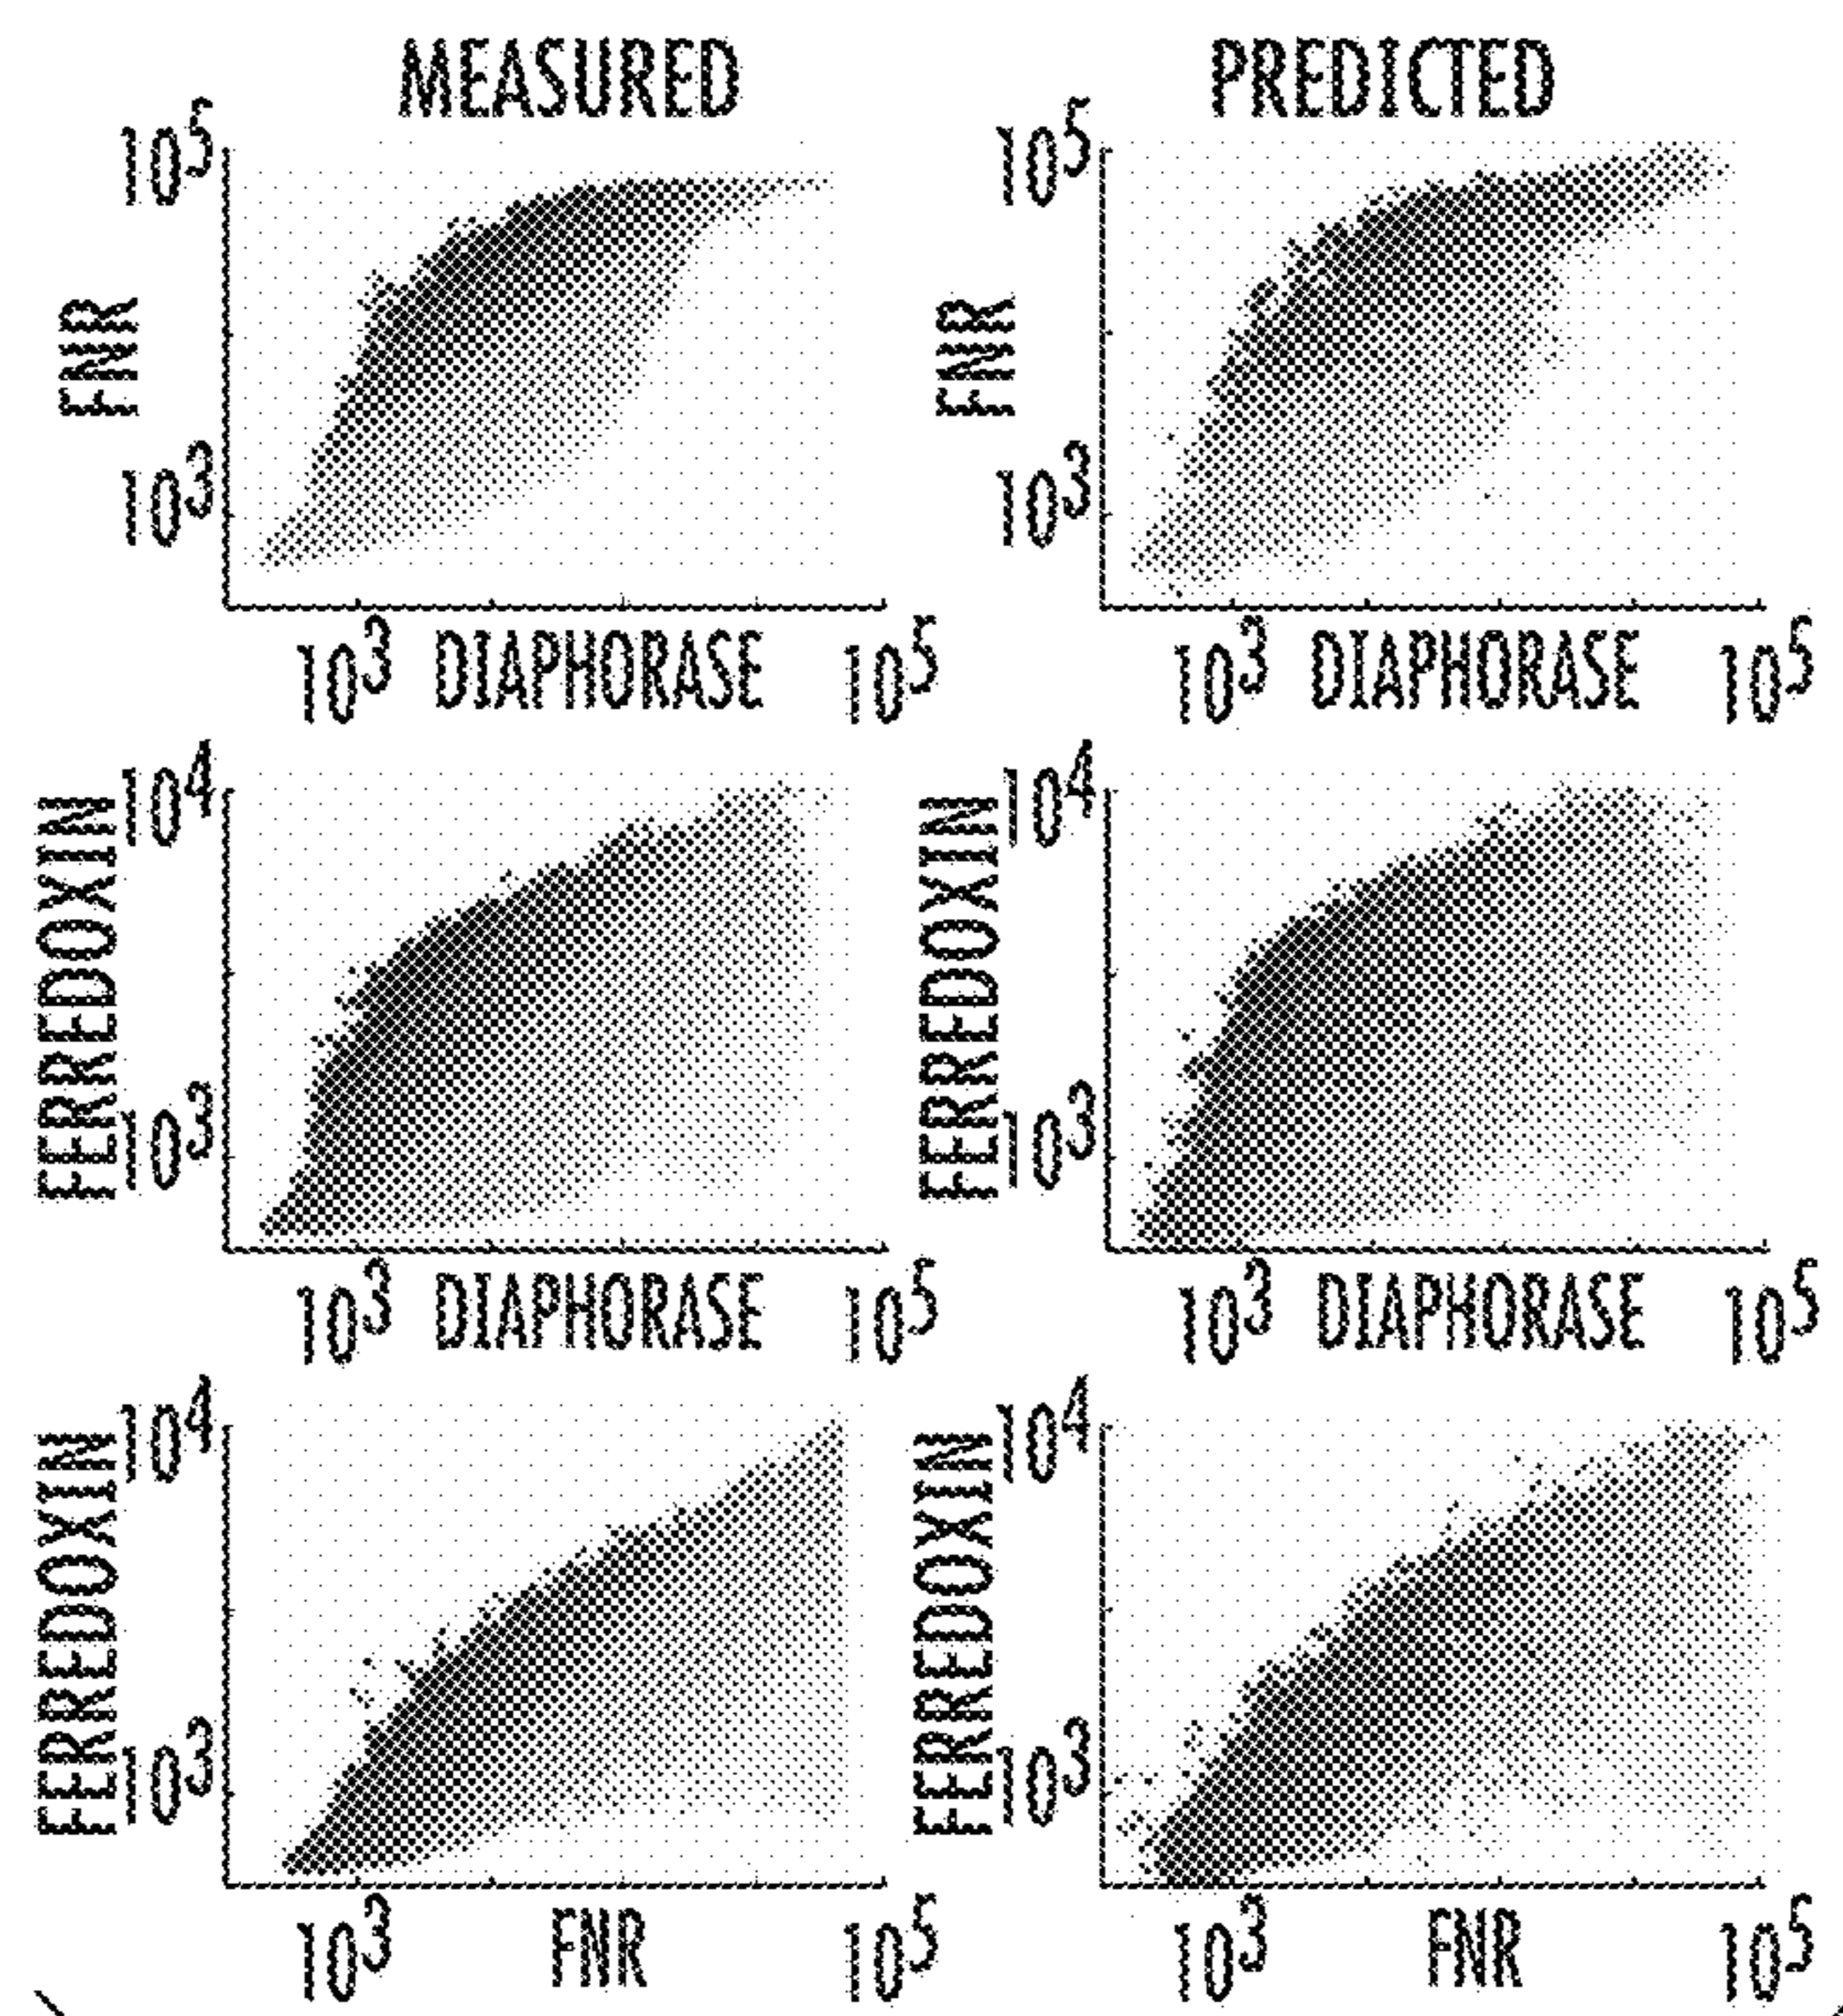 MEASURED PREDICTED
10^5 10^5
FNR FNR
10^3 10^3
10^3 DIAPHORASE 10^5 10^3 DIAPHORASE 10^5
10^4 10^4
FERREDOXIN FERREDOXIN
10^3 10^3
10^3 DIAPHORASE 10^5 10^3 DIAPHORASE 10^5
10^4 10^4
FERREDOXIN FERREDOXIN
10^3 10^3
10^3 FNR 10^5 10^3 FNR 10^5